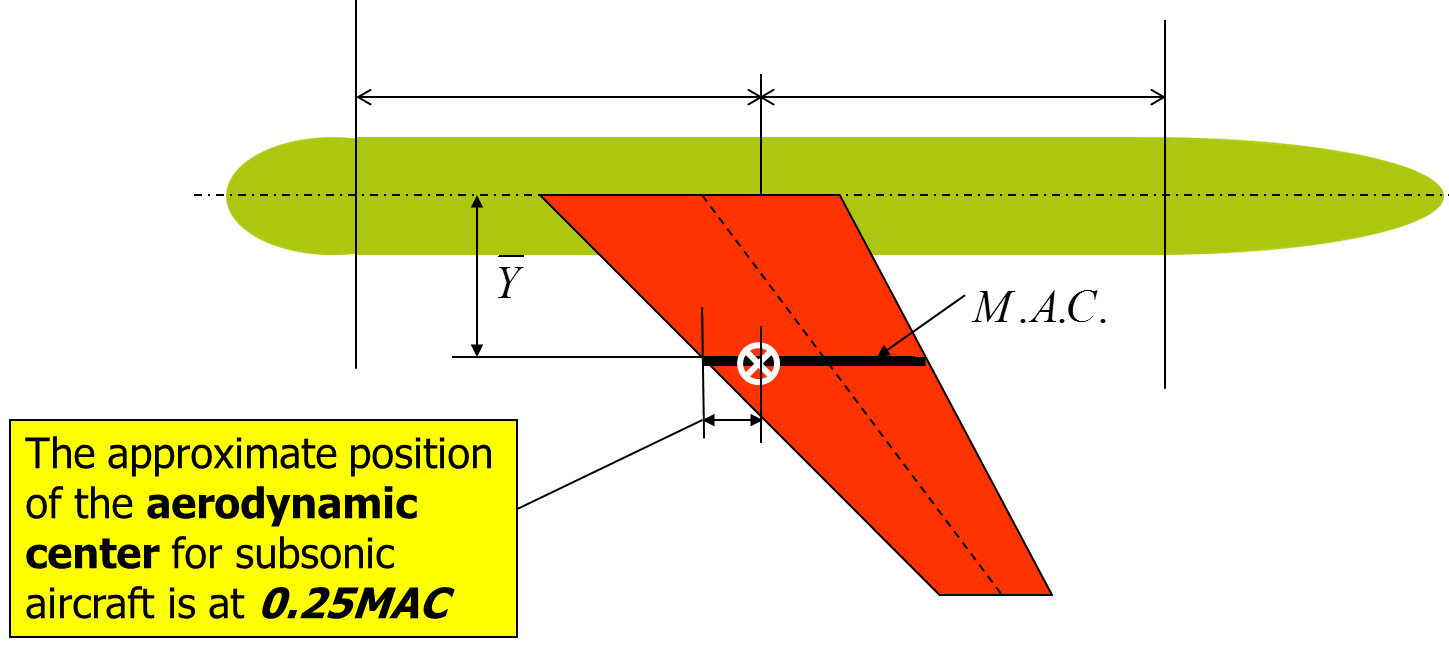 Y̅
M.A.C.
The approximate position
of the aerodynamic
center for subsonic
aircraft is at 0.25MAC